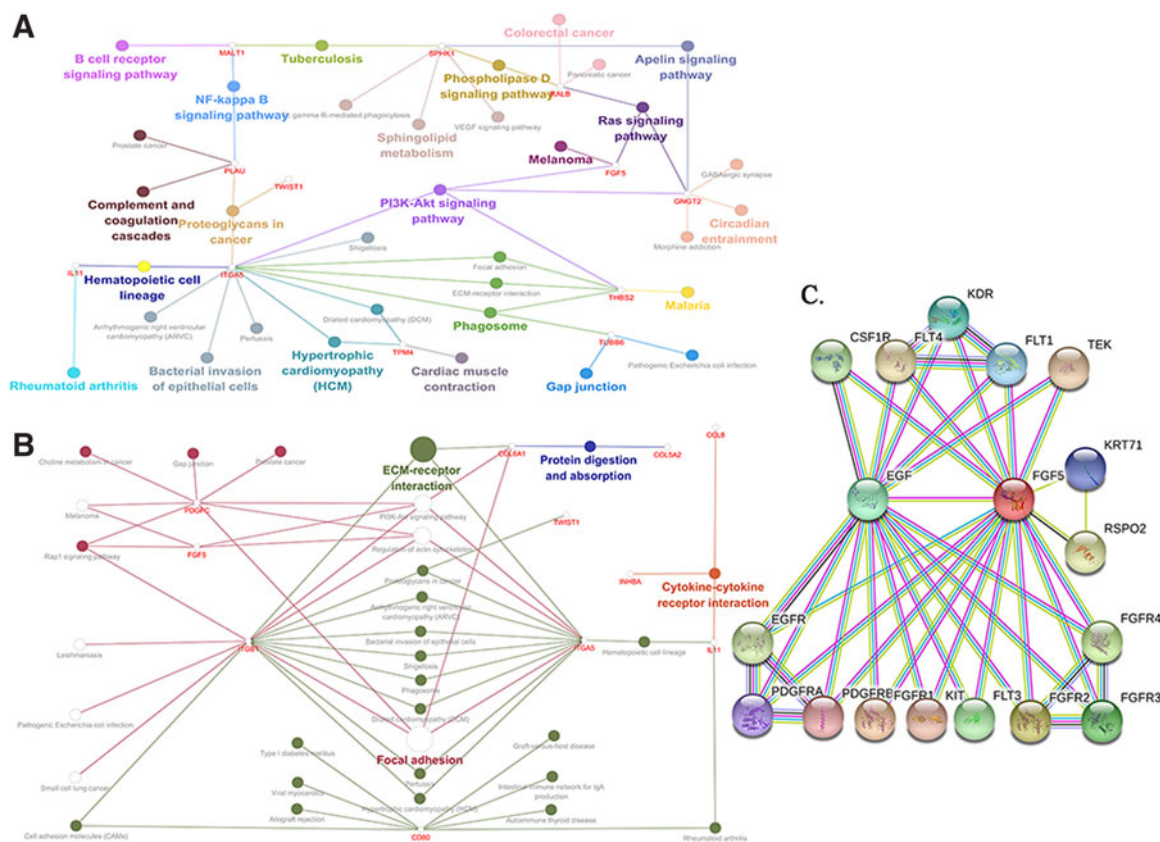 A
Colorectal cancer
B cell receptor
signaling pathway
MALT1
Tuberculosis
SPHK1
Phospholipase D
signaling pathway
Pancreatic cancer
RALB
Apelin signaling
pathway
NF-kappa B
signaling pathway
gamma R-mediated phagocytosis
Sphingolipid
metabolism
VEGF signaling pathway
Ras signaling
pathway
Prostate cancer
Melanoma
FGF5
PLAU
TWIST1
GABAergic synapse
GNGT2
Complement and
coagulation
cascades
Proteoglycans in
cancer
PI3K-Akt signaling
pathway
Circadian
entrainment
Morphine addiction
Shigellosis
Focal adhesion
IL11
Hematopoietic cell
lineage
ITGA5
ECM-receptor interaction
THBS2
Malaria
Arrhythmogenic right ventricular
cardiomyopathy (ARVC)
Pertussis
Dilated cardiomyopathy (DCM)
Phagosome
TUBB6
TPM4
Pathogenic Escherichia coli infection
Rheumatoid arthritis
Bacterial invasion
of epithelial cells
Hypertrophic
cardiomyopathy
(HCM)
Cardiac muscle
contraction
Gap junction
B
Choline metabolism in cancer
Gap junction
Prostate cancer
ECM-receptor
interaction
COL6A1
Protein digestion
and absorption
COL5A2
CCL8
Melanoma
PDGFC
PI3K-Akt signaling pathway
TWIST1
Rap1 signaling pathway
FGF5
Regulation of actin cytoskeleton
Proteoglycans in cancer
INHBA
Cytokine-cytokine
receptor interaction
Arrhythmogenic right ventricular
cardiomyopathy (ARVC)
Bacterial invasion of epithelial cells
ITGB1
ITGA5
Hematopoietic cell lineage
IL11
Leishmaniasis
Shigellosis
Phagosome
Pathogenic Escherichia coli infection
Dilated cardiomyopathy (DCM)
Focal adhesion
Type I diabetes mellitus
Graft-versus-host disease
Small cell lung cancer
Pertussis
Viral myocarditis
Hypertrophic cardiomyopathy (HCM)
Intestinal immune network for IgA
production
Allograft rejection
Autoimmune thyroid disease
Cell adhesion molecules (CAMs)
CD80
Rheumatoid arthritis
C.
KDR
CSF1R
FLT4
FLT1
TEK
KRT71
EGF
FGF5
RSPO2
EGFR
FGFR4
PDGFRA
PDGFRB
FGFR1
KIT
FLT3
FGFR2
FGFR3